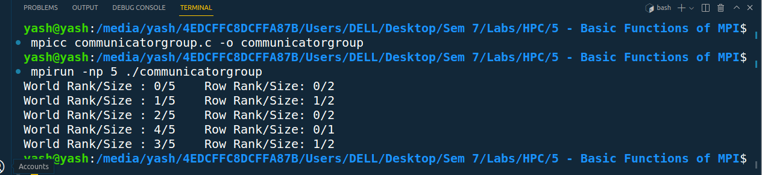 PROBLEMS OUTPUT DEBUG CONSOLE TERMINAL bash
yash@yash:/media/yash/4EDCFFC8DCFFA87B/Users/DELL/Desktop/Sem 7/Labs/HPC/5 - Basic Functions of MPI$
mpicc communicatorgroup.c -o communicatorgroup
yash@yash:/media/yash/4EDCFFC8DCFFA87B/Users/DELL/Desktop/Sem 7/Labs/HPC/5 - Basic Functions of MPI$
mpirun -np 5 ./communicatorgroup
World Rank/Size : 0/5    Row Rank/Size: 0/2
World Rank/Size : 1/5    Row Rank/Size: 1/2
World Rank/Size : 2/5    Row Rank/Size: 0/2
World Rank/Size : 4/5    Row Rank/Size: 0/1
World Rank/Size : 3/5    Row Rank/Size: 1/2
yash@yash:/media/yash/4EDCFFC8DCFFA87B/Users/DELL/Desktop/Sem 7/Labs/HPC/5 - Basic Functions of MPI$
Accounts